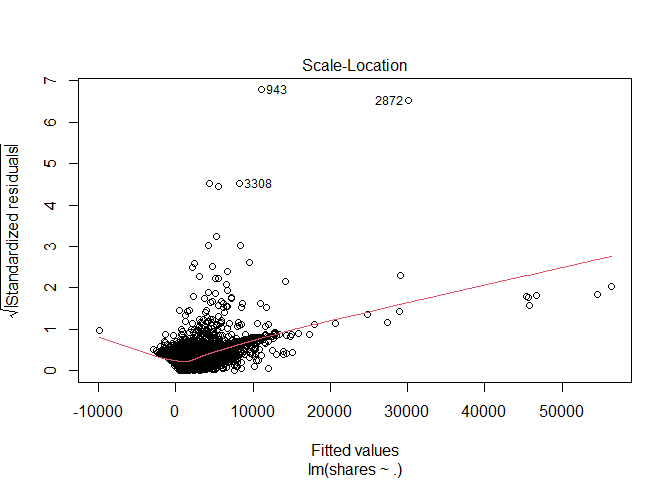 Scale-Location
√|Standardized residuals|
7
6
5
4
3
2
1
0
943
2872
3308
-10000 0 10000 20000 30000 40000 50000
Fitted values
lm(shares ~ .)